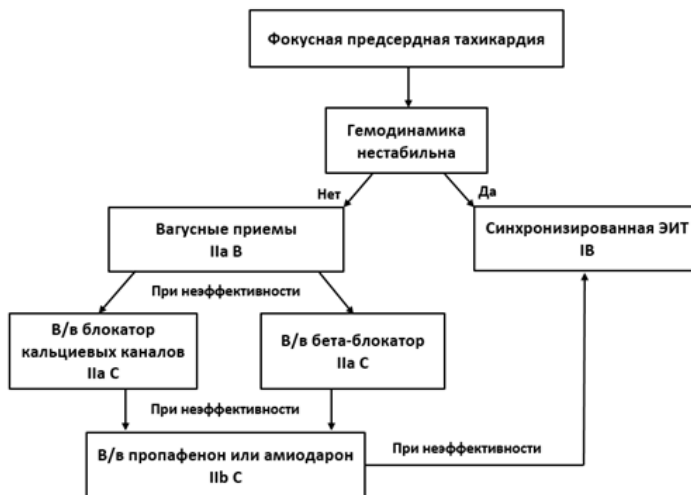 Фокусная предсердная тахикардия
Гемодинамика
нестабильна
Нет
Да
Вагусные приемы
IIa B
Синхронизированная ЭИТ
IB
При неэффективности
В/в блокатор
кальциевых каналов
IIa C
В/в бета-блокатор
IIa C
При неэффективности
В/в пропафенон или амиодарон
IIb C
При неэффективности